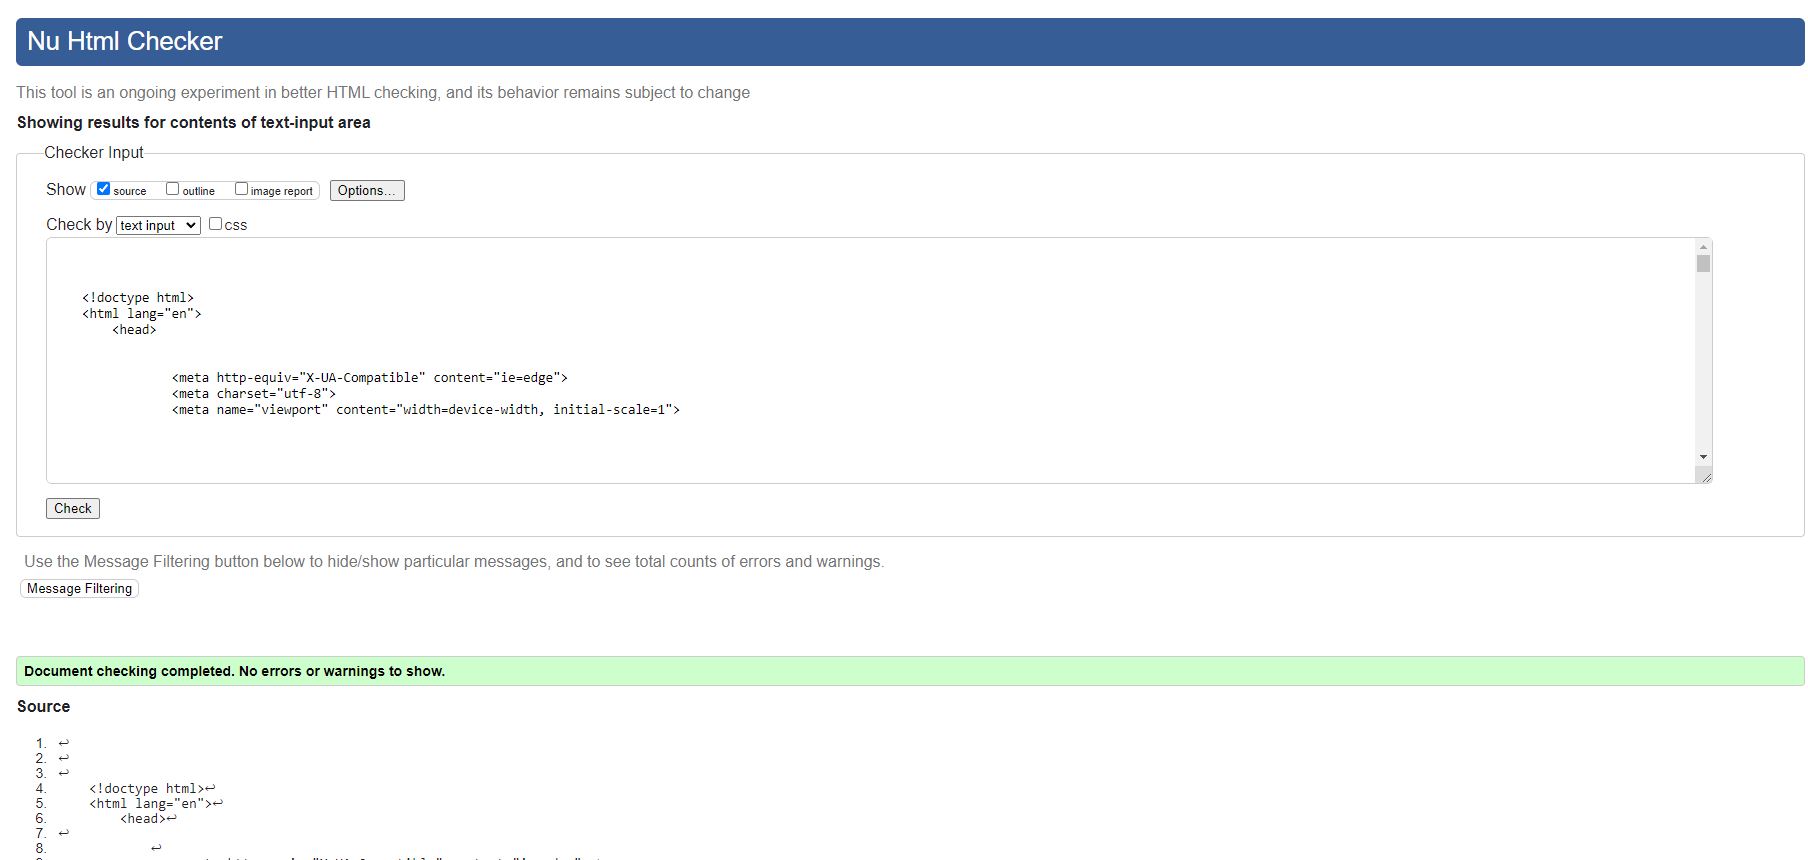 Nu Html Checker
This tool is an ongoing experiment in better HTML checking, and its behavior remains subject to change
Showing results for contents of text-input area
Checker Input
Show source outline image report Options...
Check by text input css
<!doctype html>
<html lang="en">
<head>
<meta http-equiv="X-UA-Compatible" content="ie=edge">
<meta charset="utf-8">
<meta name="viewport" content="width=device-width, initial-scale=1">
Check
Use the Message Filtering button below to hide/show particular messages, and to see total counts of errors and warnings.
Message Filtering
Document checking completed. No errors or warnings to show.
Source
1. ↩
2. ↩
3. ↩
4. <!doctype html>↩
5. <html lang="en">↩
6. <head>↩
7. ↩
8. ↩